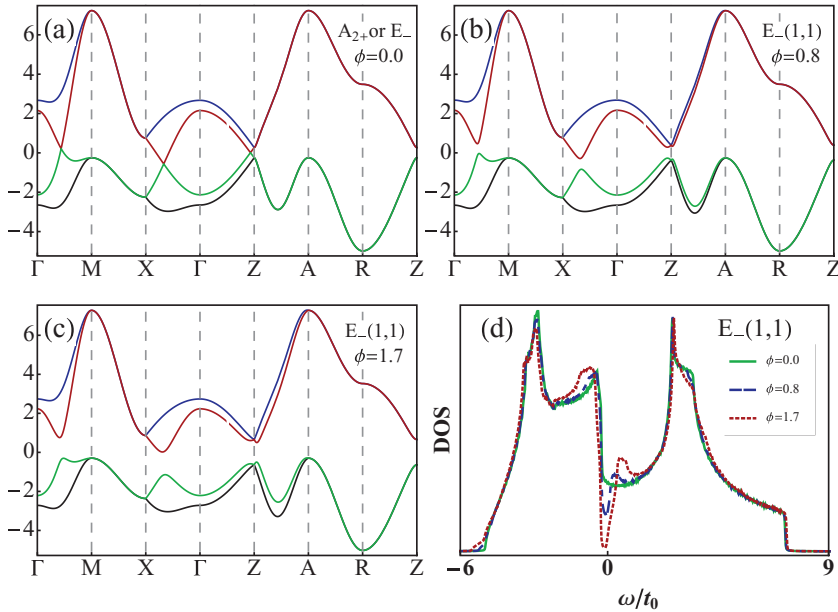 (a) A₂₊ or E₋
ϕ=0.0
6
4
2
0
−2
−4
Γ M X Γ Z A R Z
(b) E₋(1,1)
ϕ=0.8
6
4
2
0
−2
−4
Γ M X Γ Z A R Z
(c) E₋(1,1)
ϕ=1.7
6
4
2
0
−2
−4
Γ M X Γ Z A R Z
E₋(1,1) (d)
ϕ=0.0
ϕ=0.8
ϕ=1.7
DOS
-6 0 9
ω/t₀